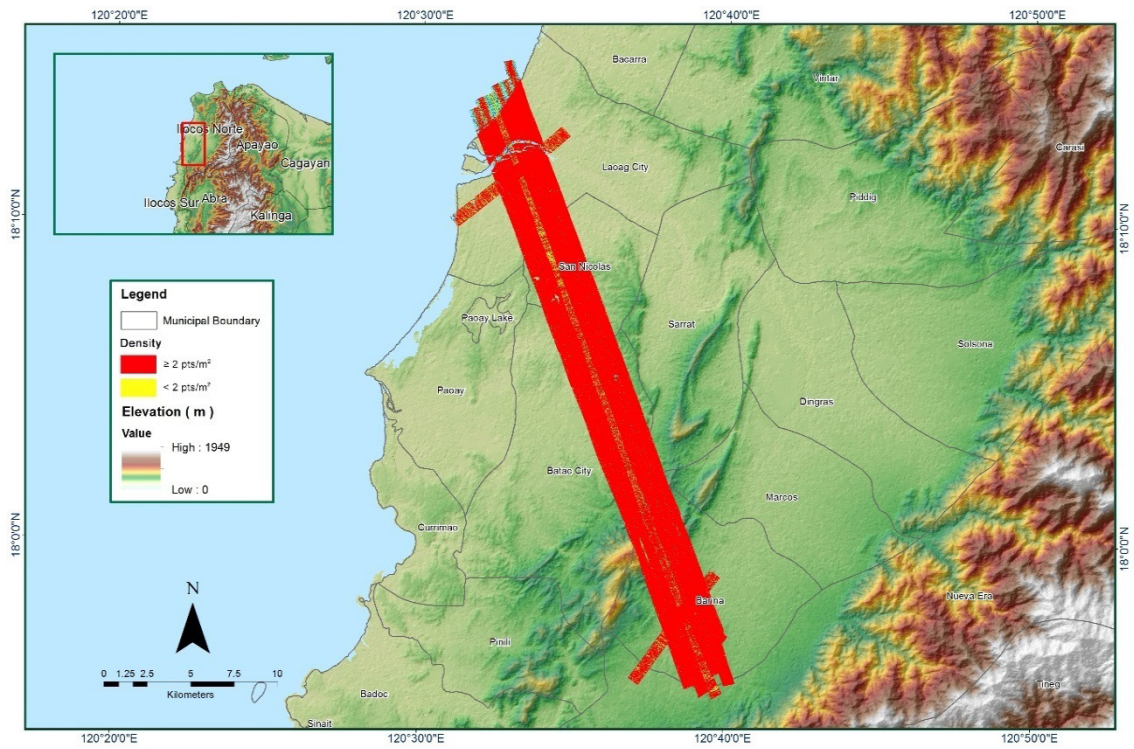 120°20'0"E 120°30'0"E 120°40'0"E 120°50'0"E
Bacarra
Vintar
Ilocos Norte
Apayao
Cagayan
Ilocos Sur
Abra
Kalinga
Carasi
Laoag City
Piddig
18°10'0"N
18°10'0"N
San Nicolas
Legend
Municipal Boundary
Density
≥ 2 pts/m²
< 2 pts/m²
Elevation ( m )
Value
High : 1949
Low : 0
Paoay Lake
Sarrat
Solsona
Paoay
Dingras
Batac City
Marcos
Currimao
18°0'0"N
18°0'0"N
Nueva Era
Banna
N
Pinili
0 1.25 2.5 5 7.5 10
Kilometers
Badoc
Tineg
Sinait
120°20'0"E 120°30'0"E 120°40'0"E 120°50'0"E